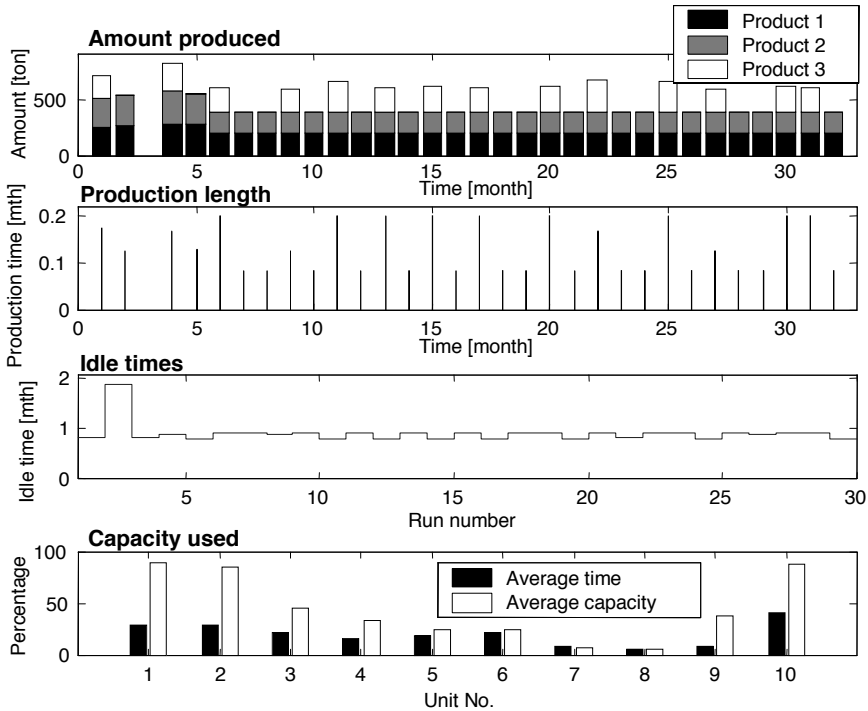 Amount produced
Product 1
Product 2
Product 3
Amount [ton]
500
0
0 5 10 15 20 25 30
Time [month]
Production length
Production time [mth]
0.2
0.1
0
0 5 10 15 20 25 30
Time [month]
Idle times
Idle time [mth]
2
1
0
5 10 15 20 25 30
Run number
Capacity used
Percentage
100
50
0
Average time
Average capacity
1 2 3 4 5 6 7 8 9 10
Unit No.